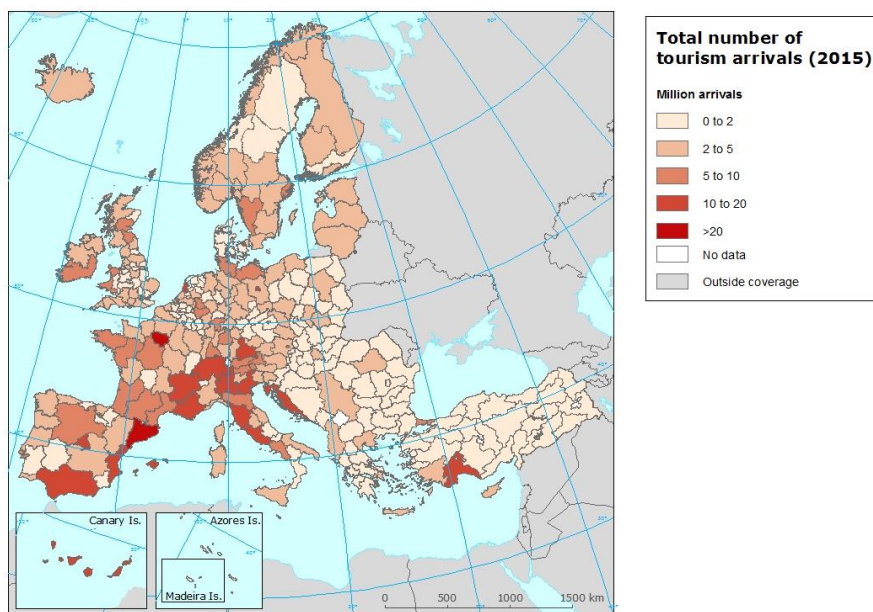 Total number of
tourism arrivals (2015)
Million arrivals
0 to 2
2 to 5
5 to 10
10 to 20
>20
No data
Outside coverage
Canary Is.
Azores Is.
Madeira Is.
0 500 1000 1500 km